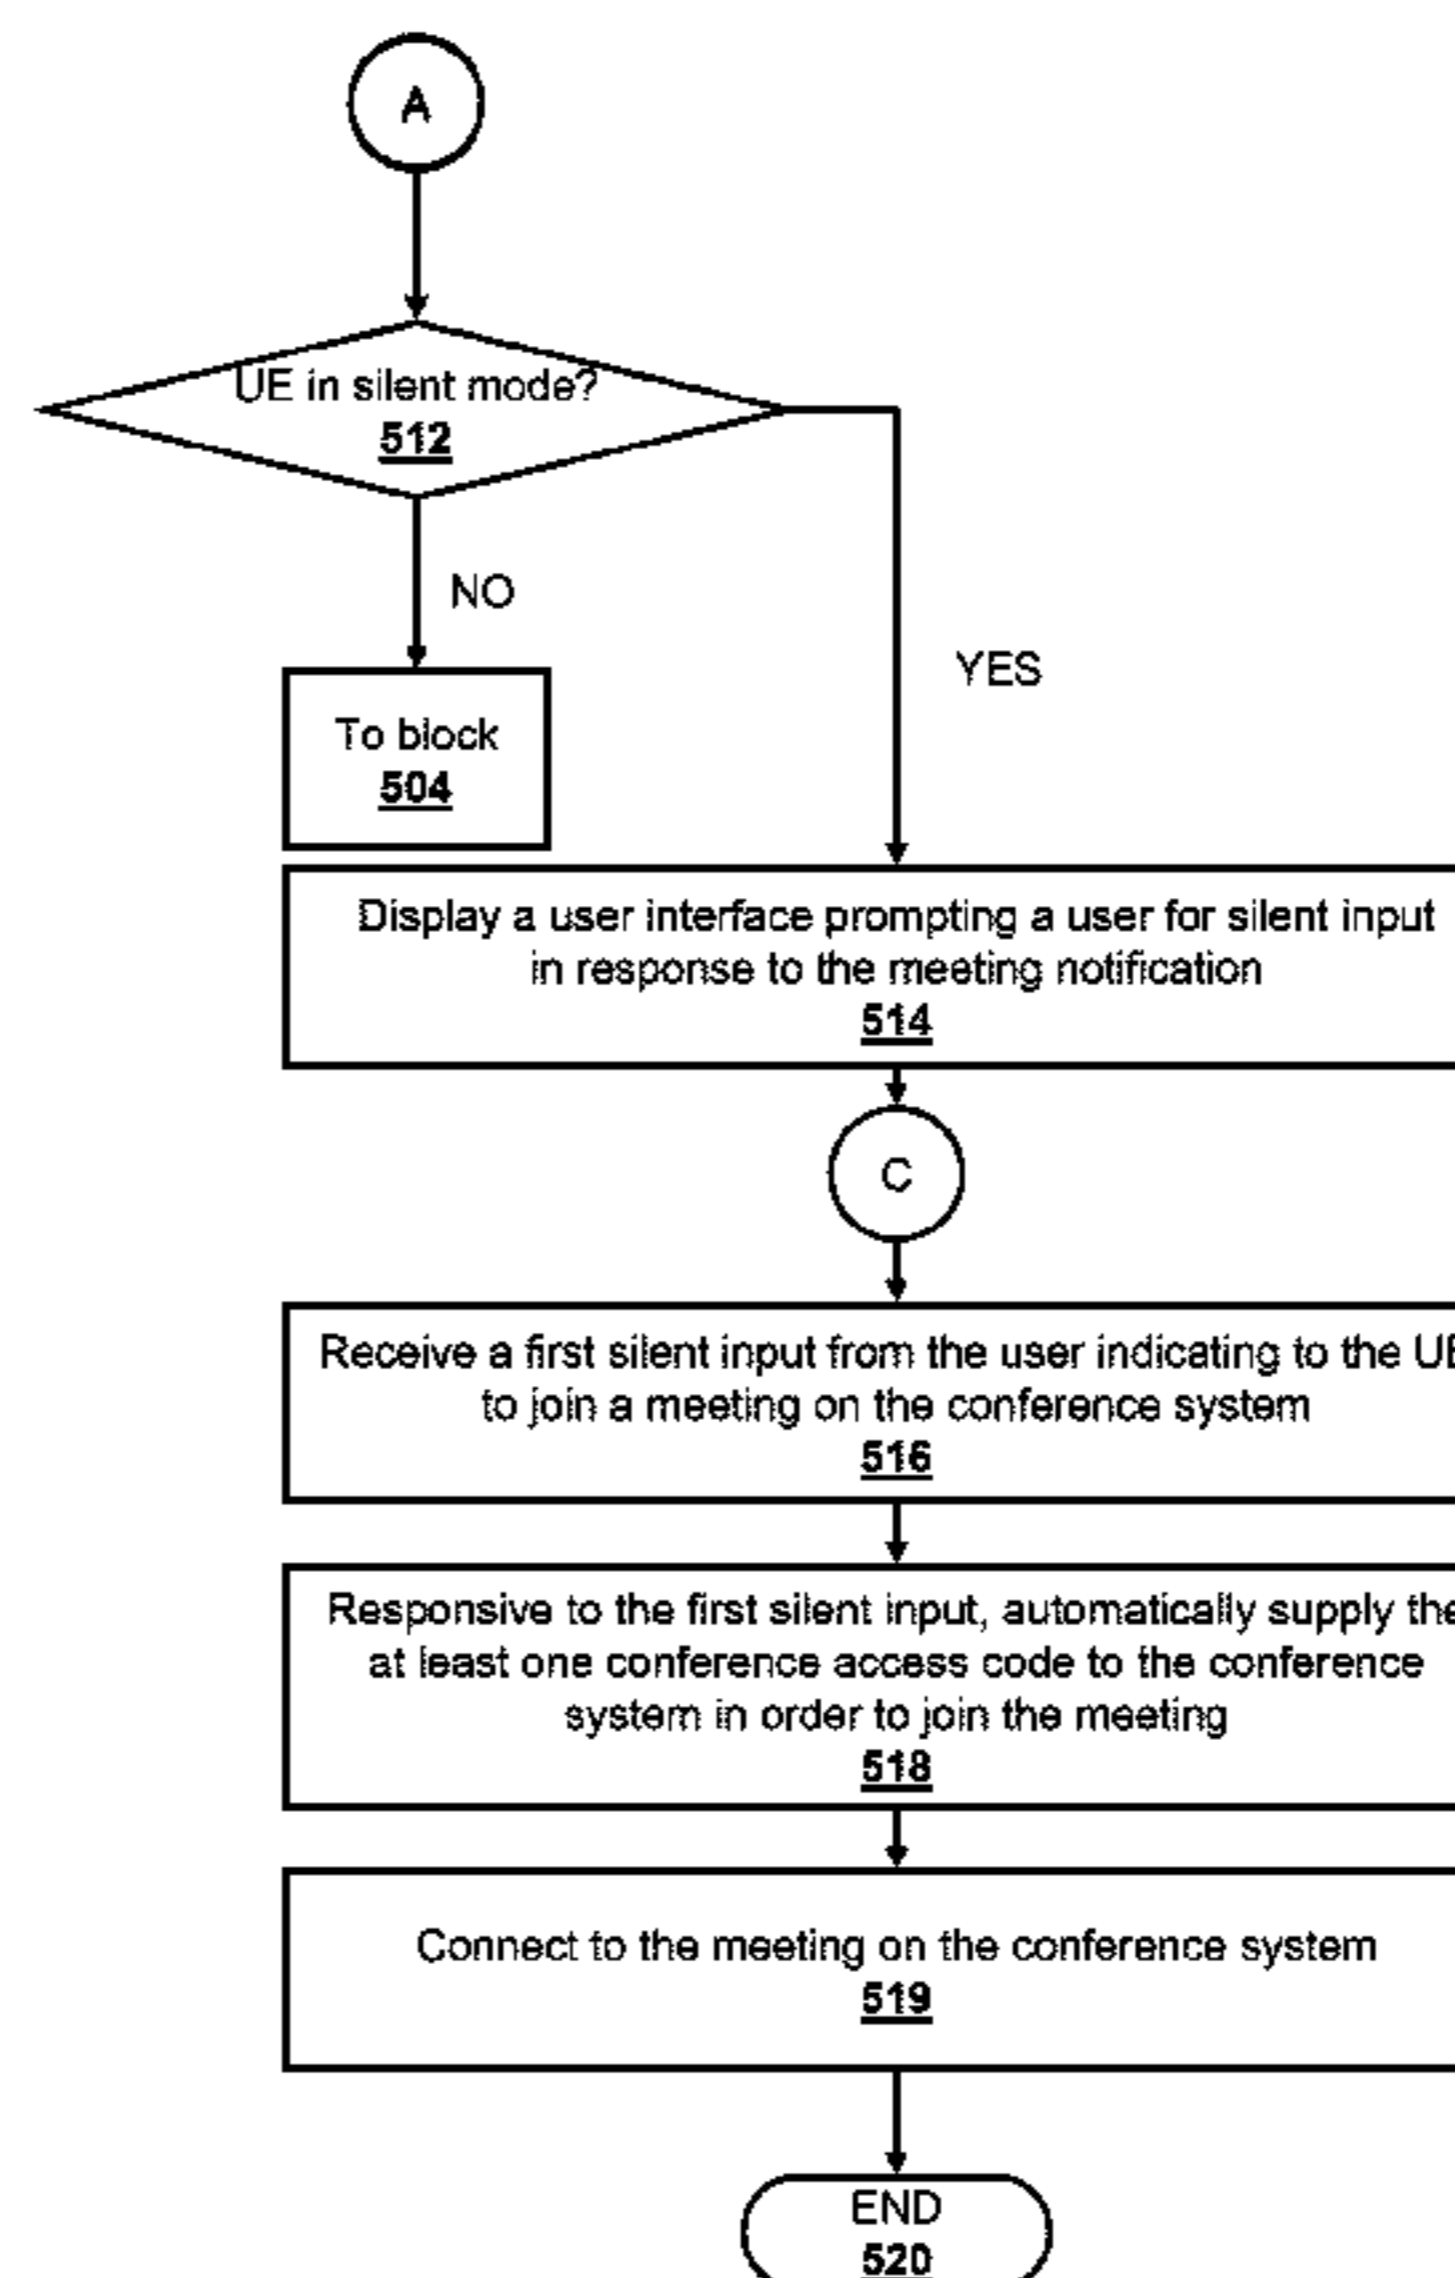 A
UE in silent mode?
512
NO
YES
To block
504
Display a user interface prompting a user for silent input
in response to the meeting notification
514
C
Receive a first silent input from the user indicating to the UE
to join a meeting on the conference system
516
Responsive to the first silent input, automatically supply the
at least one conference access code to the conference
system in order to join the meeting
518
Connect to the meeting on the conference system
519
END
520